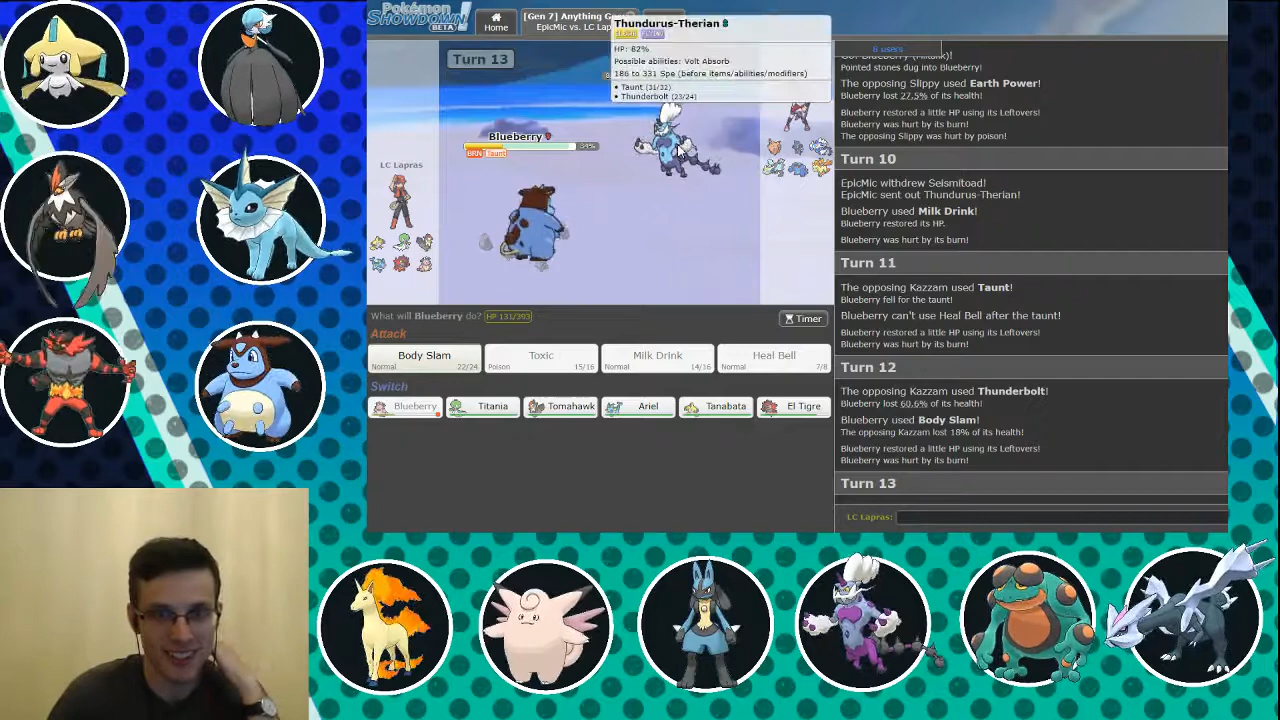 POKÉMON
SHOWDOWN!
BETA
Home
[Gen 7] Anything G
EpicMic vs. LC Lap
Thundurus-Therian
HP: 82%
Possible abilities: Volt Absorb
186 to 331 Spe (before items/abilities/modifiers)
• Taunt (31/32)
• Thunderbolt (23/24)
Turn 13
Blueberry
34%
BRN Taunt
LC Lapras
6 users
Go! Blueberry (Miltank)!
Pointed stones dug into Blueberry!
The opposing Slippy used Earth Power!
Blueberry lost 27.5% of its health!
Blueberry restored a little HP using its Leftovers!
Blueberry was hurt by its burn!
The opposing Slippy was hurt by poison!
Turn 10
EpicMic withdrew Seismitoad!
EpicMic sent out Thundurus-Therian!
Blueberry used Milk Drink!
Blueberry restored its HP.
Blueberry was hurt by its burn!
Turn 11
The opposing Kazzam used Taunt!
Blueberry fell for the taunt!
Blueberry can't use Heal Bell after the taunt!
Blueberry restored a little HP using its Leftovers!
Blueberry was hurt by its burn!
Turn 12
The opposing Kazzam used Thunderbolt!
Blueberry lost 60.6% of its health!
Blueberry used Body Slam!
The opposing Kazzam lost 18% of its health!
Blueberry restored a little HP using its Leftovers!
Blueberry was hurt by its burn!
Turn 13
LC Lapras:
What will Blueberry do? HP 131/393
Timer
Attack
Body Slam
Normal 22/24
Toxic
Poison 15/16
Milk Drink
Normal 14/16
Heal Bell
Normal 7/8
Switch
Blueberry Titania Tomahawk Ariel Tanabata El Tigre